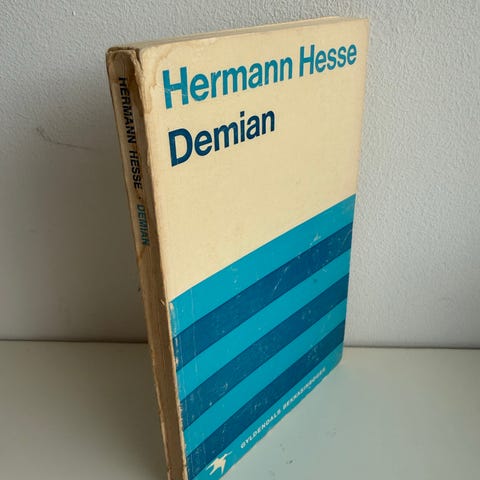 Hermann Hesse
Demian
GYLDENDALS BEKKASINBØGER
HERMANN HESSE · DEMIAN